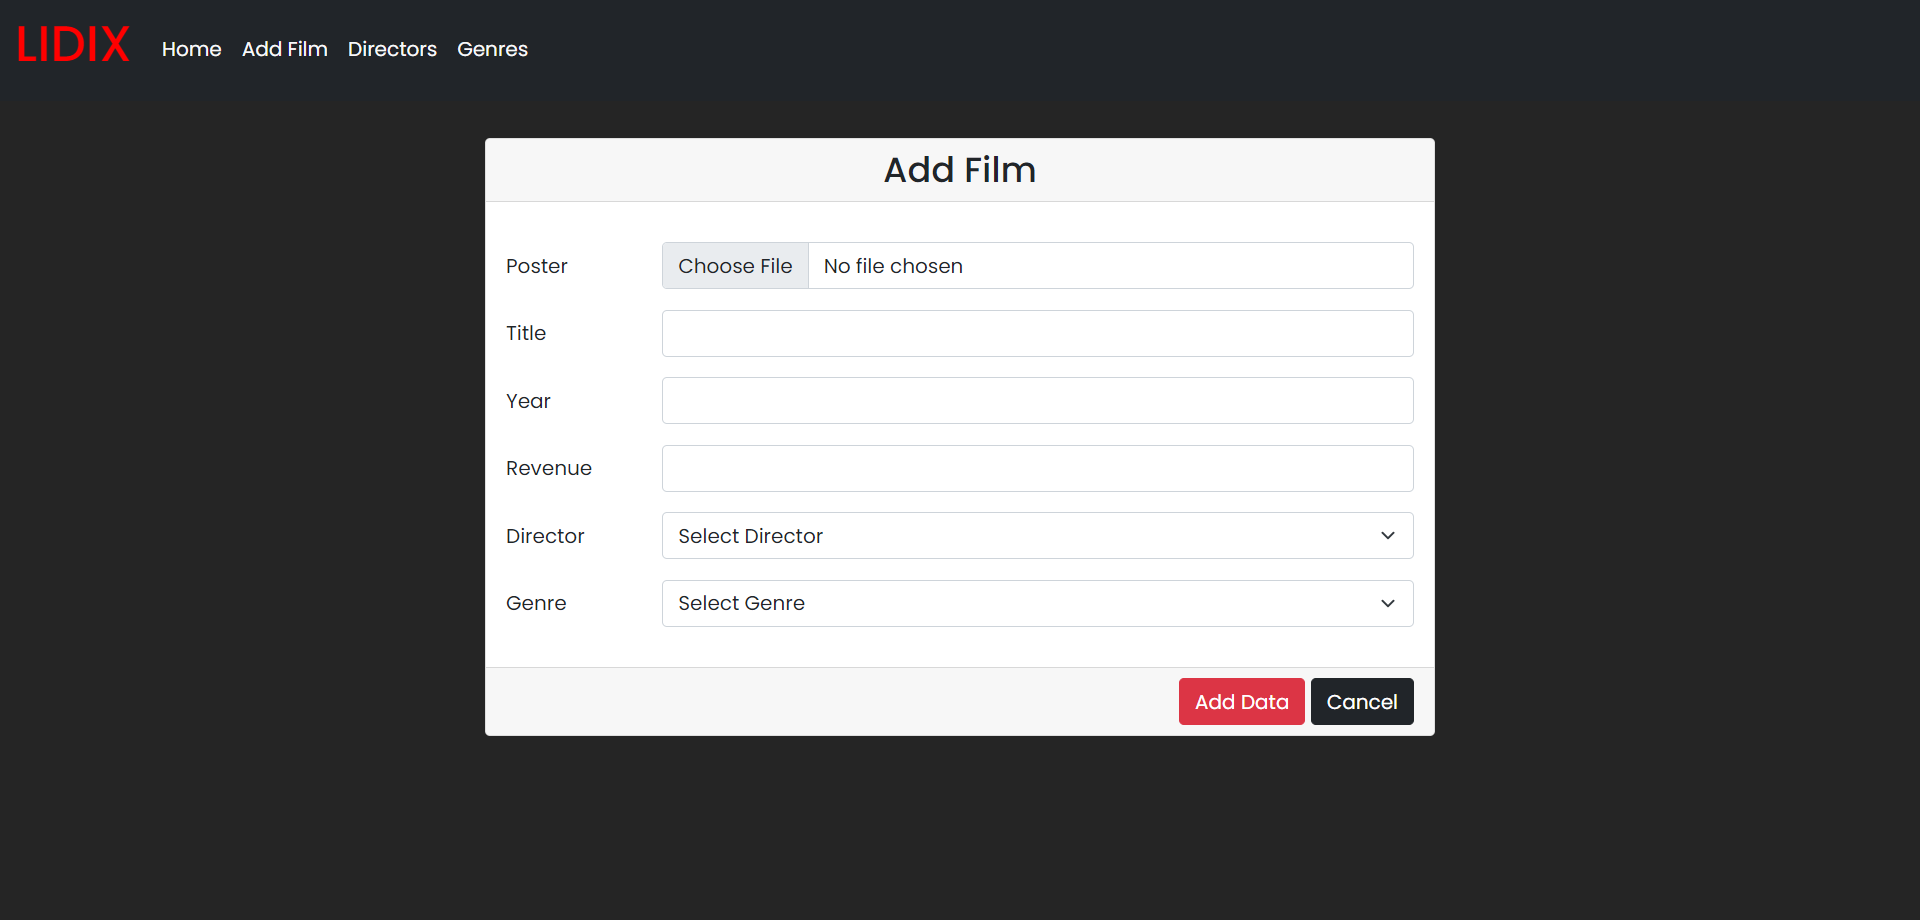 LIDIX Home Add Film Directors Genres
Add Film
Poster Choose File No file chosen
Title
Year
Revenue
Director Select Director
Genre Select Genre
Add Data Cancel